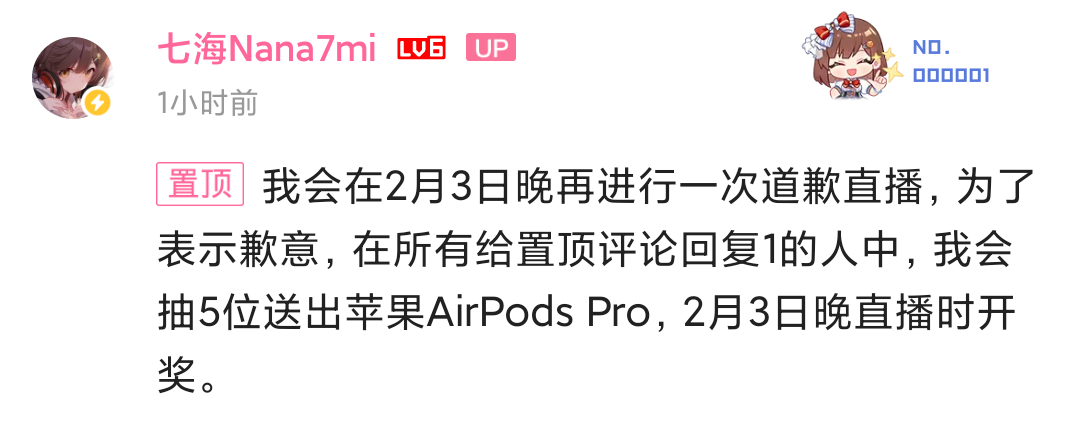 七海Nana7mi LV6 UP
NO.
000001
1小时前
置顶 我会在2月3日晚再进行一次道歉直播，为了
表示歉意，在所有给置顶评论回复1的人中，我会
抽5位送出苹果AirPods Pro，2月3日晚直播时开
奖。